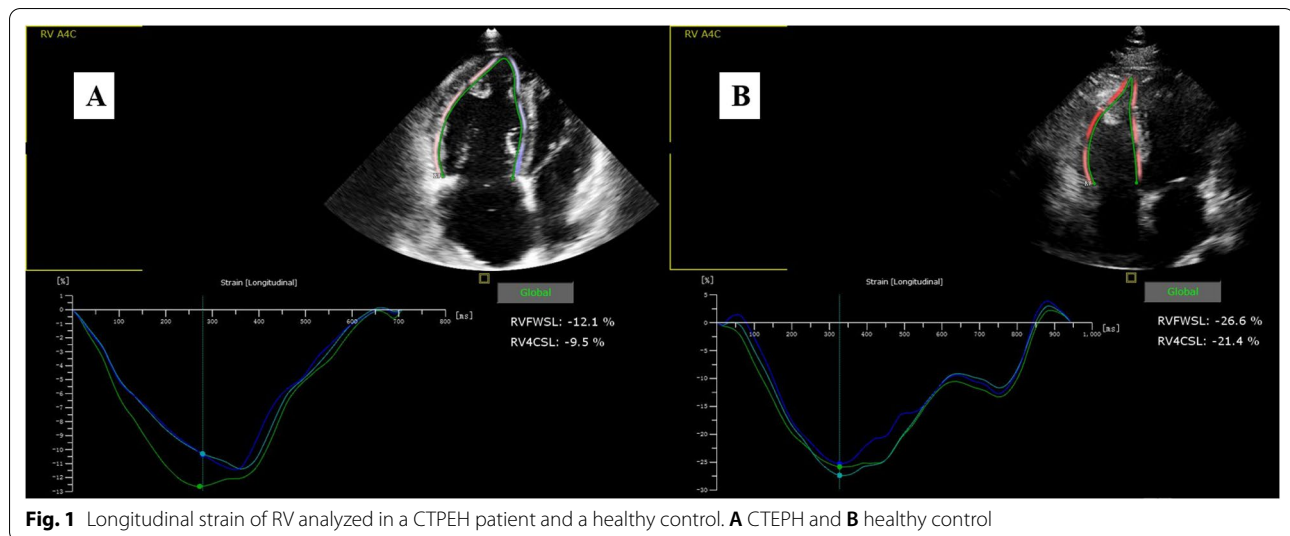 RV A4C
A
Strain [Longitudinal]
[%]
1
0
-1
-2
-3
-4
-5
-6
-7
-8
-9
-10
-11
-12
-13
100 200 300 400 500 600 700 800
[ms]
Global
RVFWSL: -12.1 %
RV4CSL: -9.5 %
RV A4C
B
Strain [Longitudinal]
[%]
5
0
-5
-10
-15
-20
-25
-30
100 200 300 400 500 600 700 800 900 1.000
[ms]
Global
RVFWSL: -26.6 %
RV4CSL: -21.4 %
Fig. 1 Longitudinal strain of RV analyzed in a CTPEH patient and a healthy control. A CTEPH and B healthy control